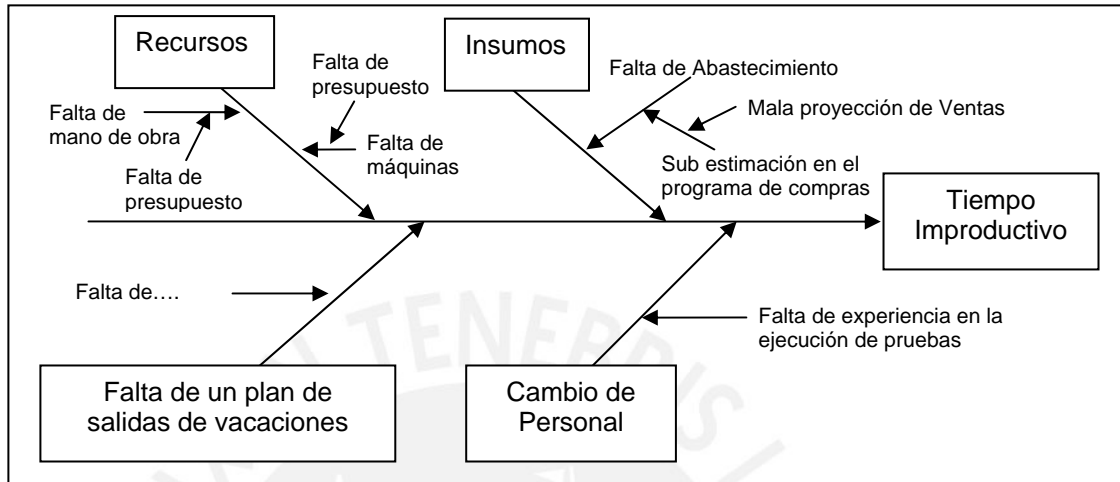 Recursos
Insumos
Falta de
presupuesto
Falta de Abastecimiento
Falta de
mano de obra
Mala proyección de Ventas
Falta de
máquinas
Sub estimación en el
programa de compras
Falta de
presupuesto
Tiempo
Improductivo
Falta de….
Falta de experiencia en la
ejecución de pruebas
Falta de un plan de
salidas de vacaciones
Cambio de
Personal
TENEBRIS